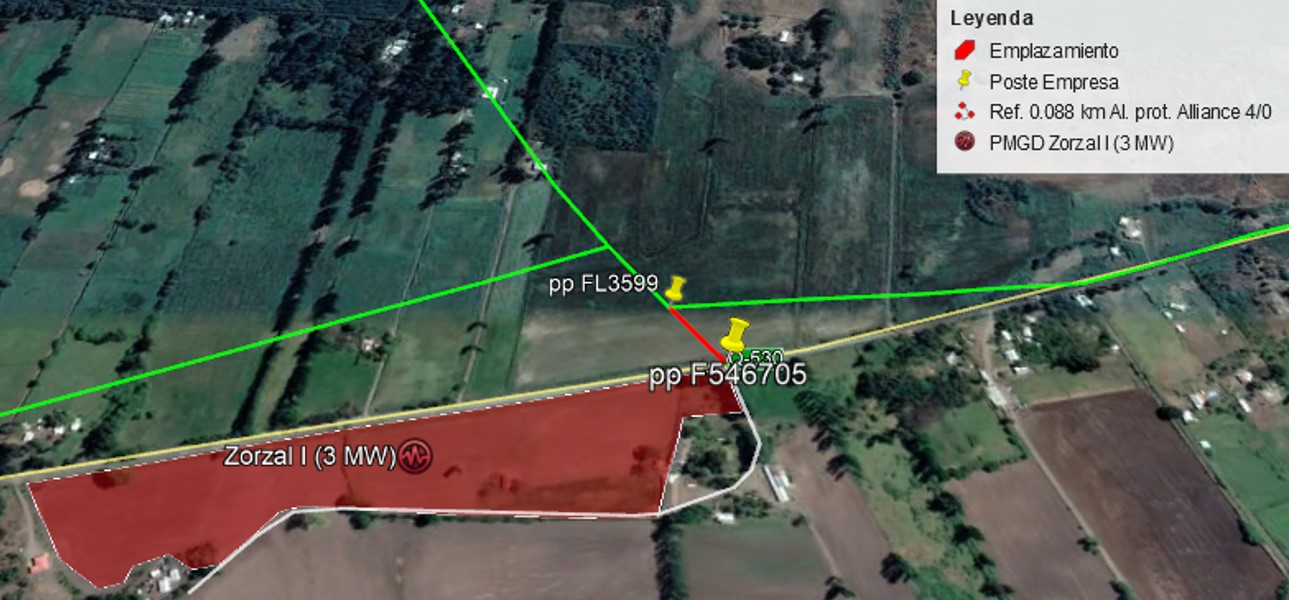 Leyenda
Emplazamiento
Poste Empresa
Ref. 0.088 km Al. prot. Alliance 4/0
PMGD Zorzal I (3 MW)
pp FL3599
Q-530
pp F546705
Zorzal I (3 MW)